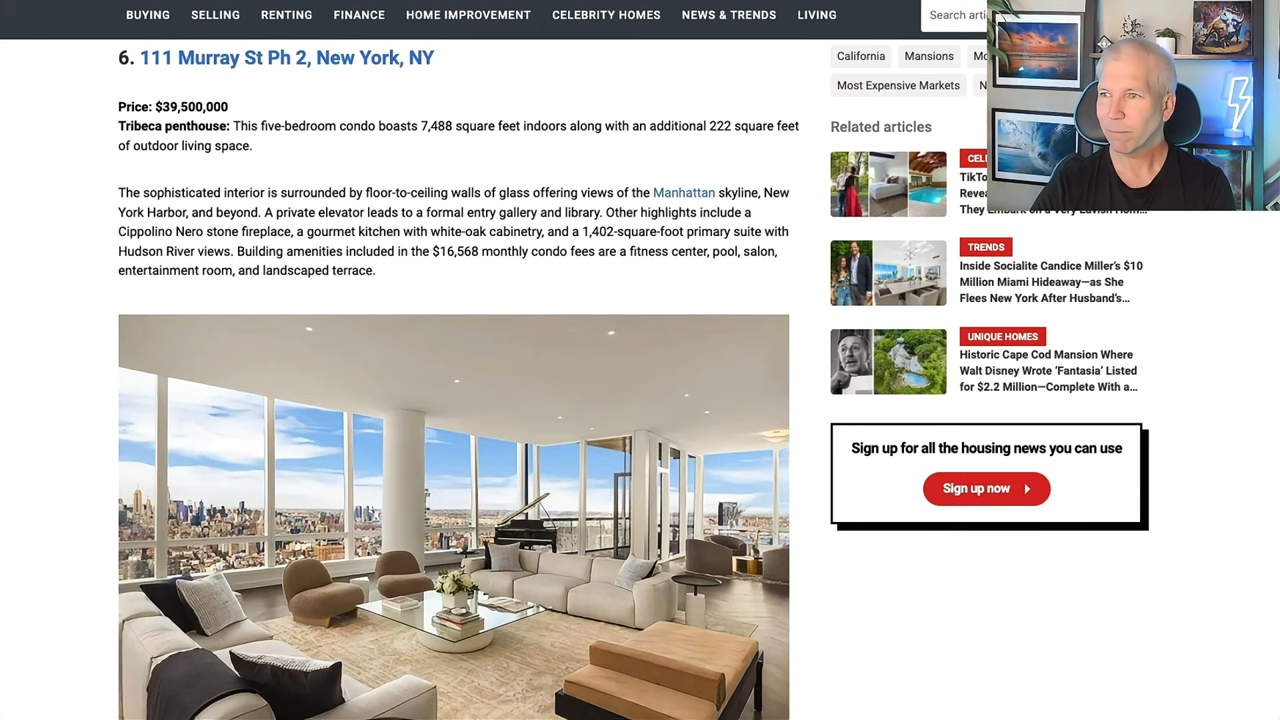 BUYING SELLING RENTING FINANCE HOME IMPROVEMENT CELEBRITY HOMES NEWS & TRENDS LIVING
Search
6. 111 Murray St Ph 2, New York, NY
Price: $39,500,000
Tribeca penthouse: This five-bedroom condo boasts 7,488 square feet indoors along with an additional 222 square feet
of outdoor living space.
The sophisticated interior is surrounded by floor-to-ceiling walls of glass offering views of the Manhattan skyline, New
York Harbor, and beyond. A private elevator leads to a formal entry gallery and library. Other highlights include a
Cippolino Nero stone fireplace, a gourmet kitchen with white-oak cabinetry, and a 1,402-square-foot primary suite with
Hudson River views. Building amenities included in the $16,568 monthly condo fees are a fitness center, pool, salon,
entertainment room, and landscaped terrace.
California Mansions
Most Expensive Markets
Related articles
TRENDS
Inside Socialite Candice Miller's $10
Million Miami Hideaway—as She
Flees New York After Husband's...
UNIQUE HOMES
Historic Cape Cod Mansion Where
Walt Disney Wrote 'Fantasia' Listed
for $2.2 Million—Complete With a...
Sign up for all the housing news you can use
Sign up now